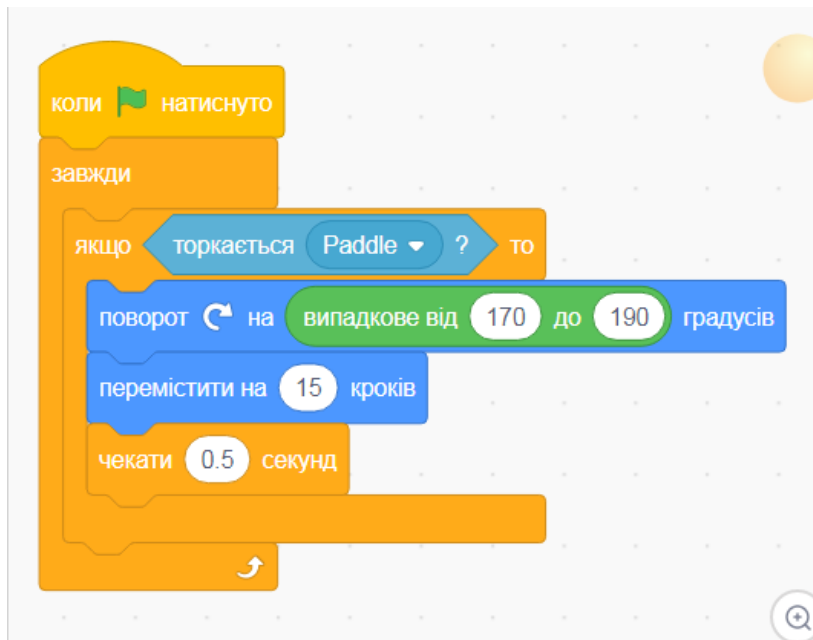 коли натиснуто
завжди
якщо торкається Paddle ? то
поворот на випадкове від 170 до 190 градусів
перемістити на 15 кроків
чекати 0.5 секунд